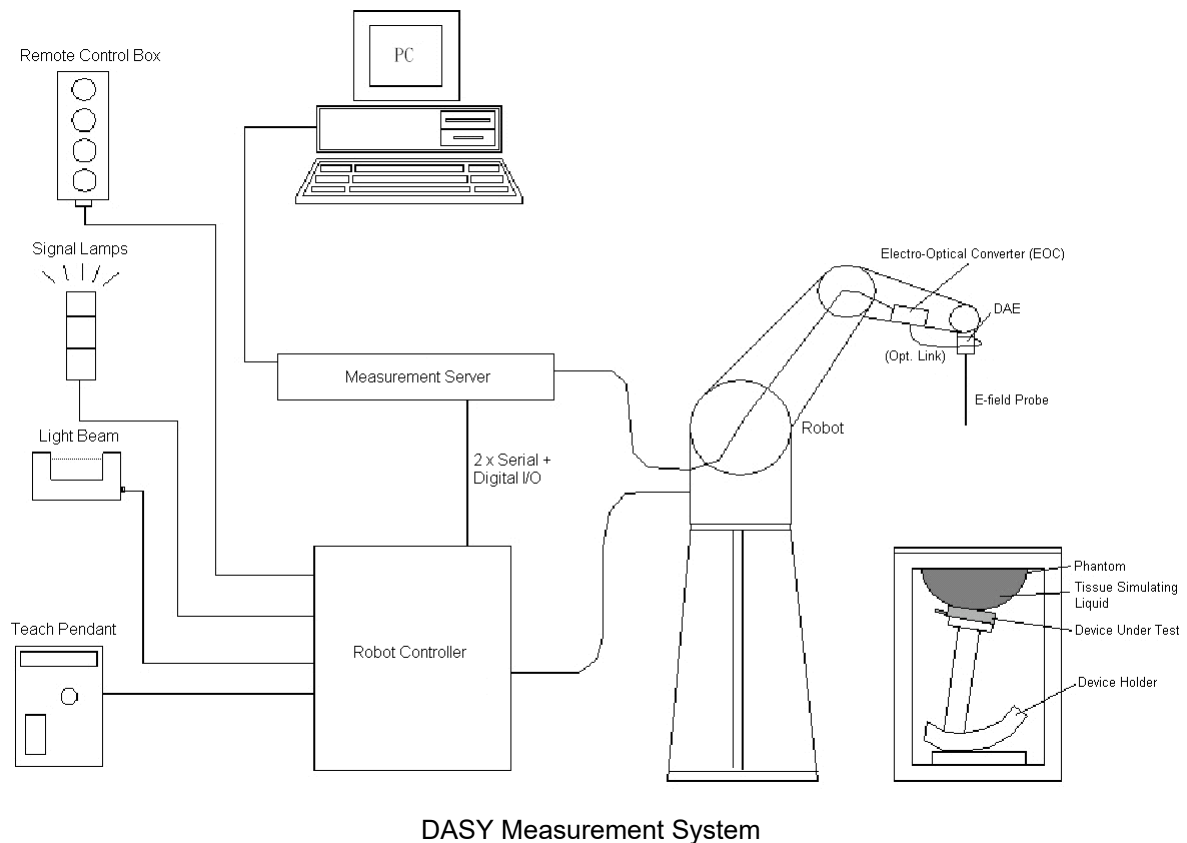 Remote Control Box
PC
Signal Lamps
Electro-Optical Converter (EOC)
DAE
(Opt. Link)
Measurement Server
E-field Probe
Light Beam
Robot
2 x Serial +
Digital I/O
Phantom
Tissue Simulating
Liquid
Teach Pendant
Device Under Test
Robot Controller
Device Holder
DASY Measurement System